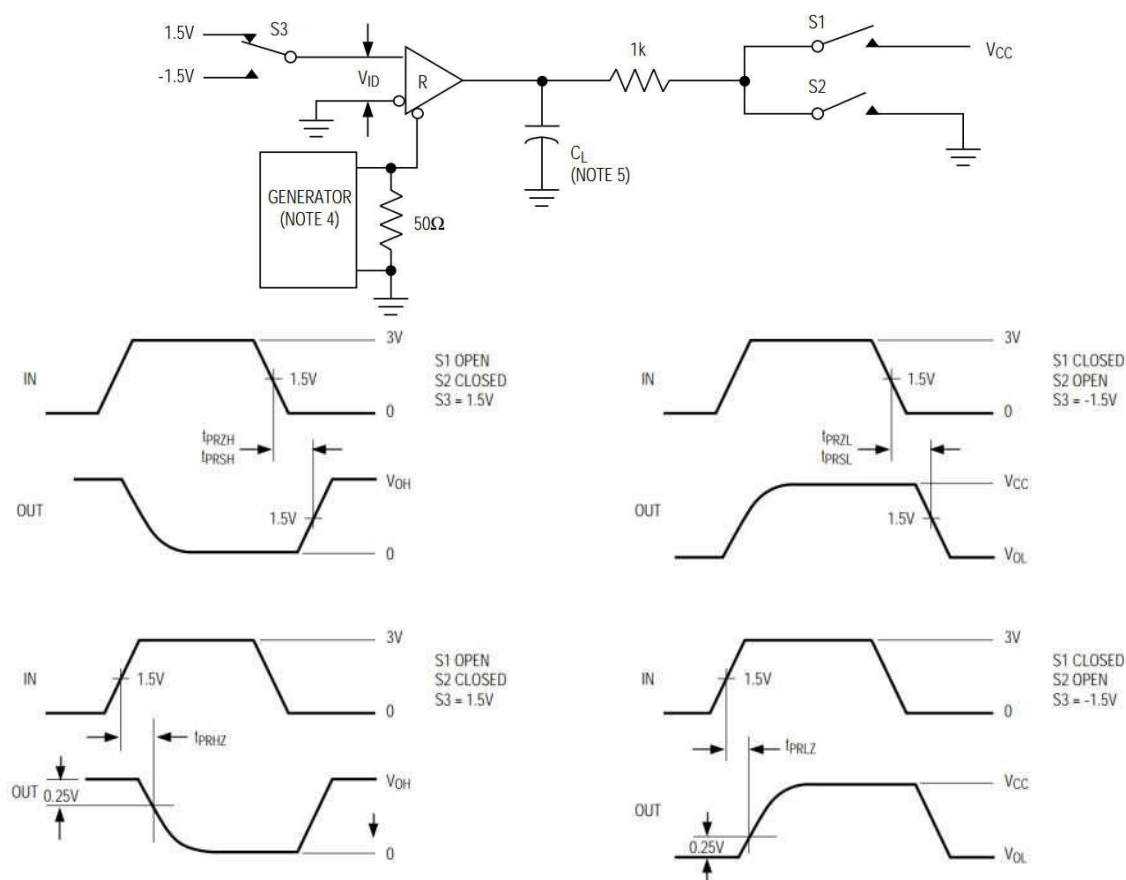 1.5V
S3
-1.5V
VID
R
1k
S1
VCC
S2
CL
(NOTE 5)
GENERATOR
(NOTE 4)
50Ω
IN
3V
1.5V
0
S1 OPEN
S2 CLOSED
S3 = 1.5V
tPRZH
tPRSH
OUT
VOH
1.5V
0
IN
3V
1.5V
0
S1 CLOSED
S2 OPEN
S3 = -1.5V
tPRZL
tPRSL
OUT
VCC
1.5V
VOL
IN
3V
1.5V
0
S1 OPEN
S2 CLOSED
S3 = 1.5V
tPRHZ
OUT
0.25V
VOH
0
IN
3V
1.5V
0
S1 CLOSED
S2 OPEN
S3 = -1.5V
tPRLZ
OUT
VCC
0.25V
VOL